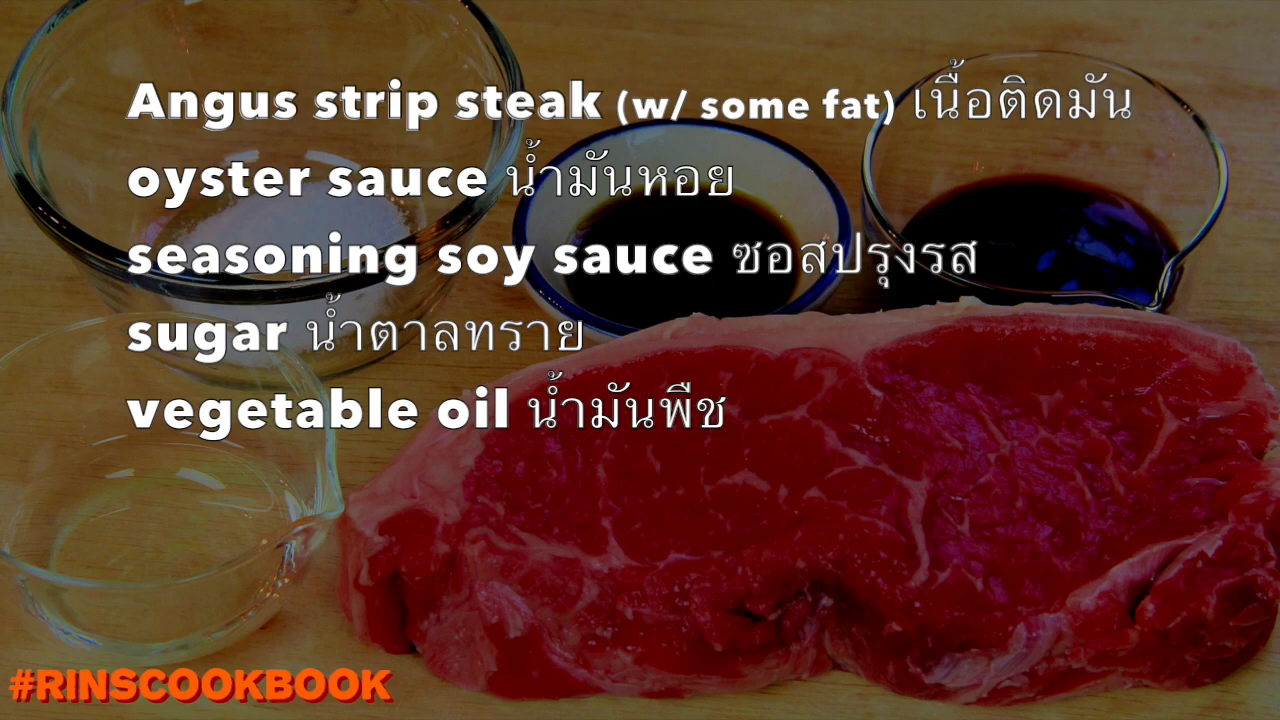 Angus strip steak (w/ some fat) เนื้อติดมัน
oyster sauce น้ำมันหอย
seasoning soy sauce ซอสปรุงรส
sugar น้ำตาลทราย
vegetable oil น้ำมันพืช
#RINSCOOKBOOK